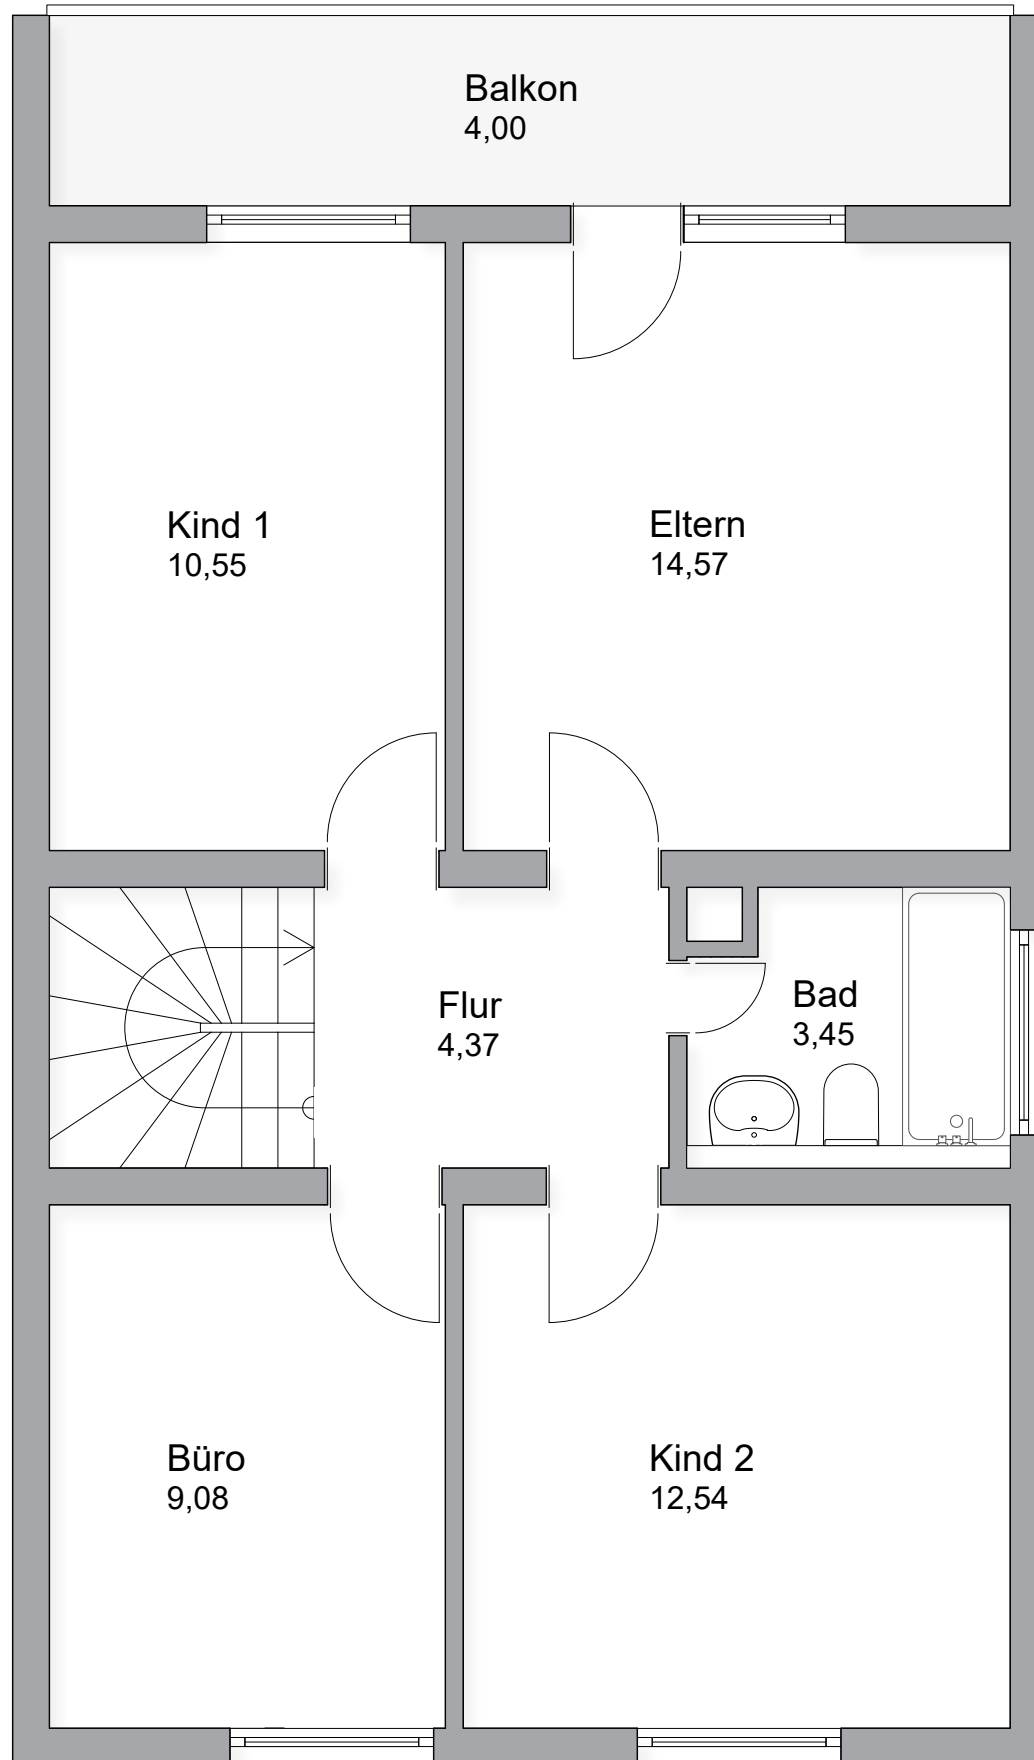 Balkon
4,00
Kind 1
10,55
Eltern
14,57
Flur
4,37
Bad
3,45
Büro
9,08
Kind 2
12,54